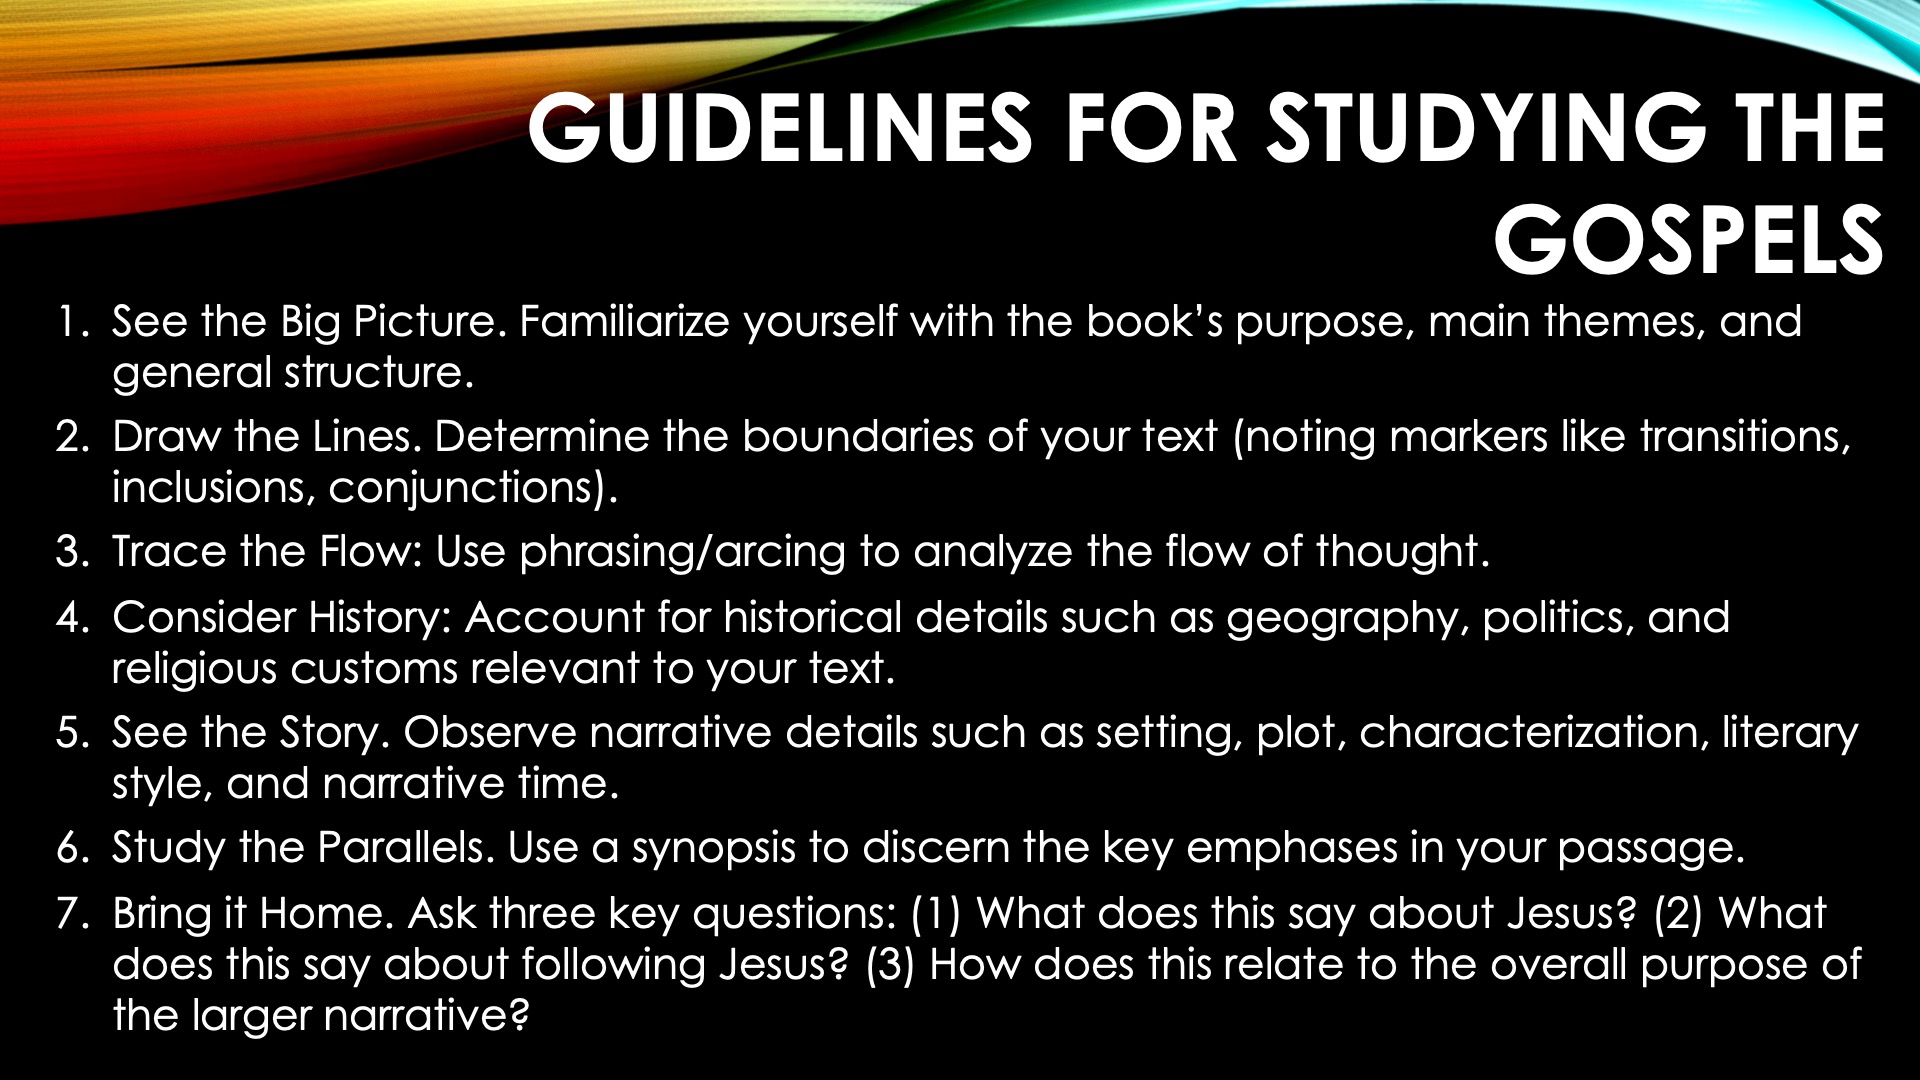 GUIDELINES FOR STUDYING THE
GOSPELS
1. See the Big Picture. Familiarize yourself with the book’s purpose, main themes, and
general structure.
2. Draw the Lines. Determine the boundaries of your text (noting markers like transitions,
inclusions, conjunctions).
3. Trace the Flow: Use phrasing/arcing to analyze the flow of thought.
4. Consider History: Account for historical details such as geography, politics, and
religious customs relevant to your text.
5. See the Story. Observe narrative details such as setting, plot, characterization, literary
style, and narrative time.
6. Study the Parallels. Use a synopsis to discern the key emphases in your passage.
7. Bring it Home. Ask three key questions: (1) What does this say about Jesus? (2) What
does this say about following Jesus? (3) How does this relate to the overall purpose of
the larger narrative?